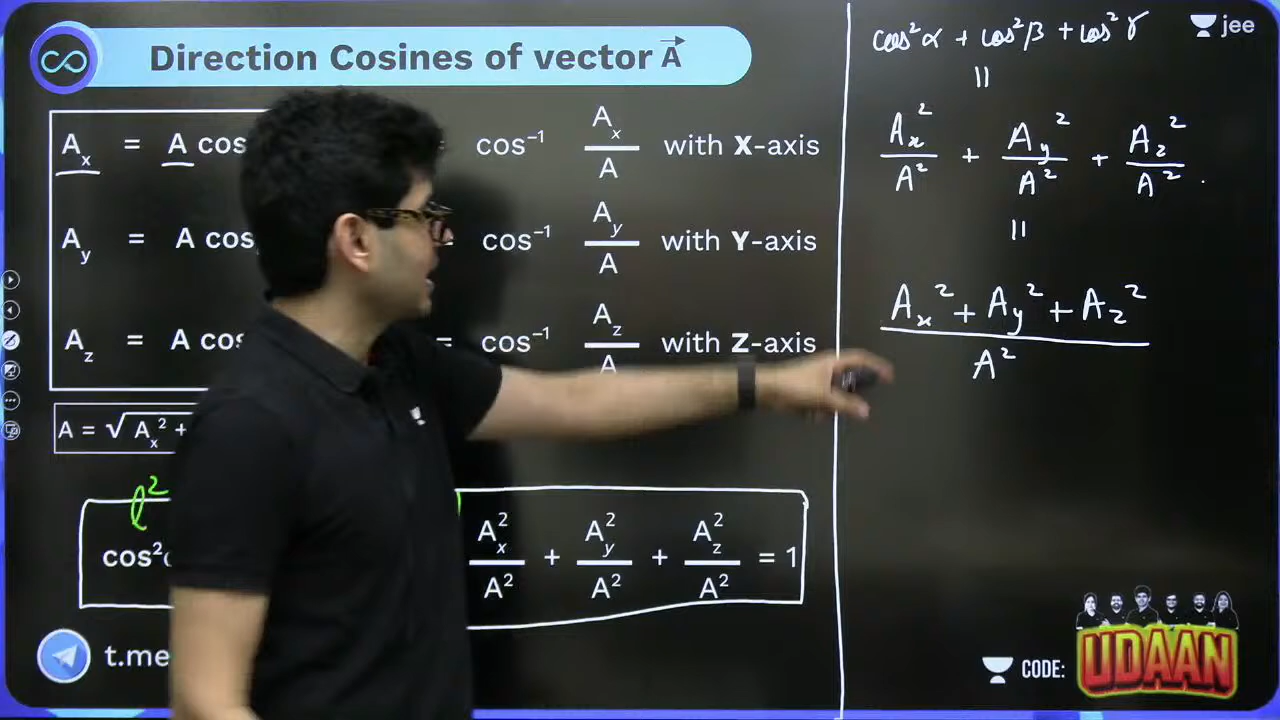 Direction Cosines of vector A⃗
jee
A_x = A cos = cos⁻¹ A_x / A with X-axis
A_y = A cos = cos⁻¹ A_y / A with Y-axis
A_z = A cos = cos⁻¹ A_z / A with Z-axis
A = √ A_x² +
ℓ²
cos² A_x² / A² + A_y² / A² + A_z² / A² = 1
t.me
cos²α + cos²β + cos²γ
=
A_x² / A² + A_y² / A² + A_z² / A²
=
A_x² + A_y² + A_z² / A²
CODE: UDAAN